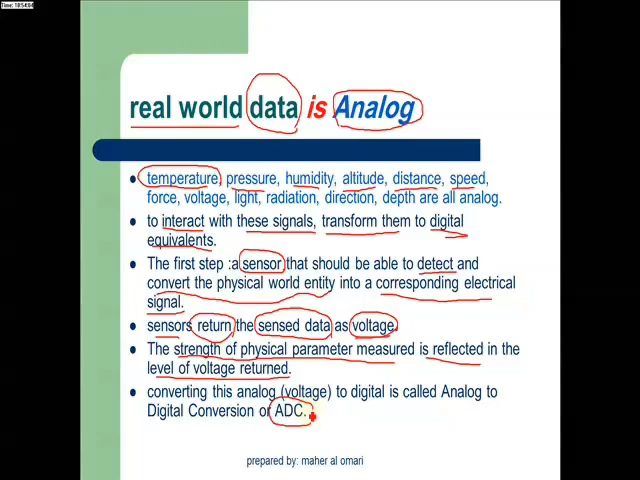 Time: 10:54:04
real world data is Analog
temperature, pressure, humidity, altitude, distance, speed,
force, voltage, light, radiation, direction, depth are all analog.
to interact with these signals, transform them to digital
equivalents.
The first step :a sensor that should be able to detect and
convert the physical world entity into a corresponding electrical
signal.
sensors return the sensed data as voltage.
The strength of physical parameter measured is reflected in the
level of voltage returned.
converting this analog (voltage) to digital is called Analog to
Digital Conversion or ADC.
prepared by: maher al omari